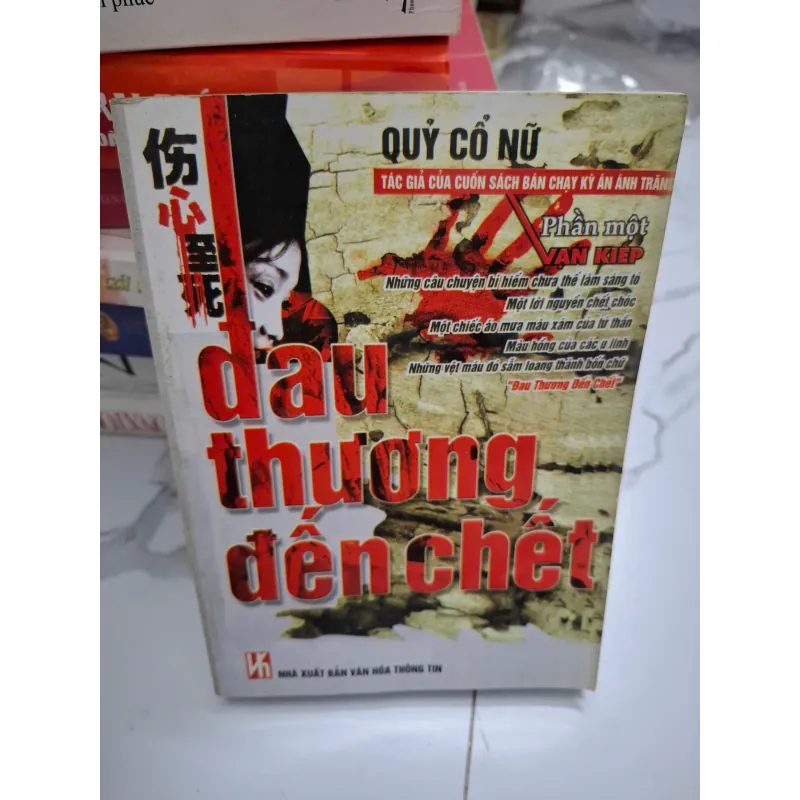 伤心至死
QUỶ CỔ NỮ
TÁC GIẢ CỦA CUỐN SÁCH BÁN CHẠY KỲ ÁN ÁNH TRĂNG
Phần một
VẠN KIẾP
Những câu chuyện bí hiểm chưa thể làm sáng tỏ
Một lời nguyền chết chóc
Một chiếc áo mưa màu xám của tử thần
Máu hồng của các u linh
Những vệt máu đỏ sẫm loang thành bốn chữ
"Đau Thương Đến Chết"
đau
thương
đến chết
NHÀ XUẤT BẢN VĂN HÓA THÔNG TIN